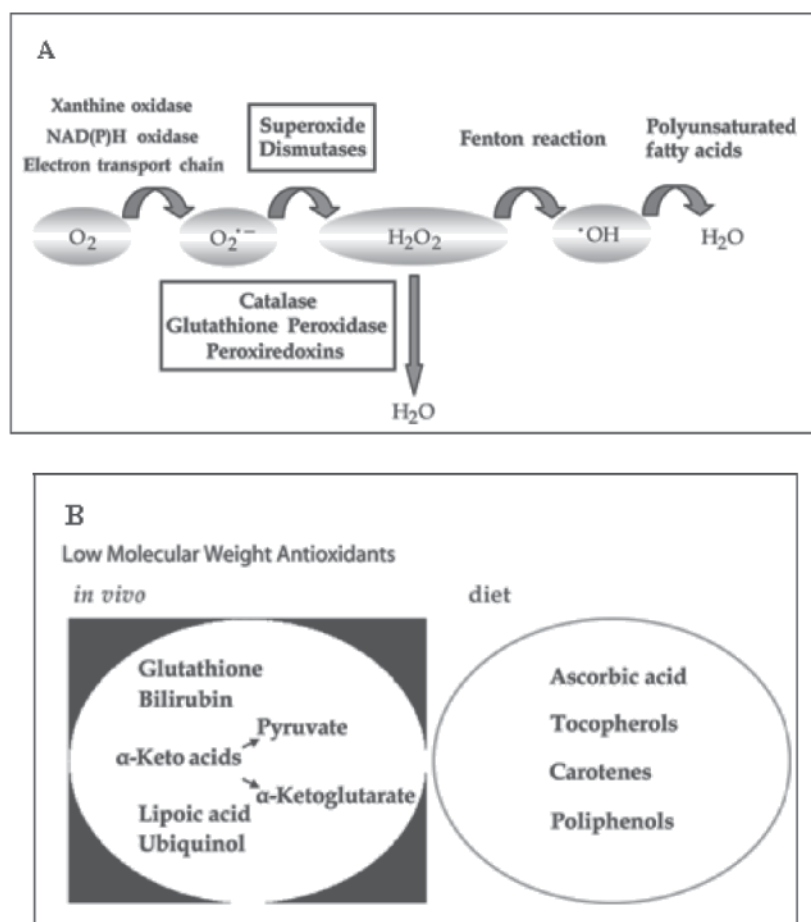 A
Xanthine oxidase
NAD(P)H oxidase
Electron transport chain
Superoxide
Dismutases
Fenton reaction
Polyunsaturated
fatty acids
O₂
O₂˙⁻
H₂O₂
˙OH
H₂O
Catalase
Glutathione Peroxidase
Peroxiredoxins
H₂O
B
Low Molecular Weight Antioxidants
in vivo
diet
Glutathione
Bilirubin
Pyruvate
α-Keto acids
α-Ketoglutarate
Lipoic acid
Ubiquinol
Ascorbic acid
Tocopherols
Carotenes
Poliphenols